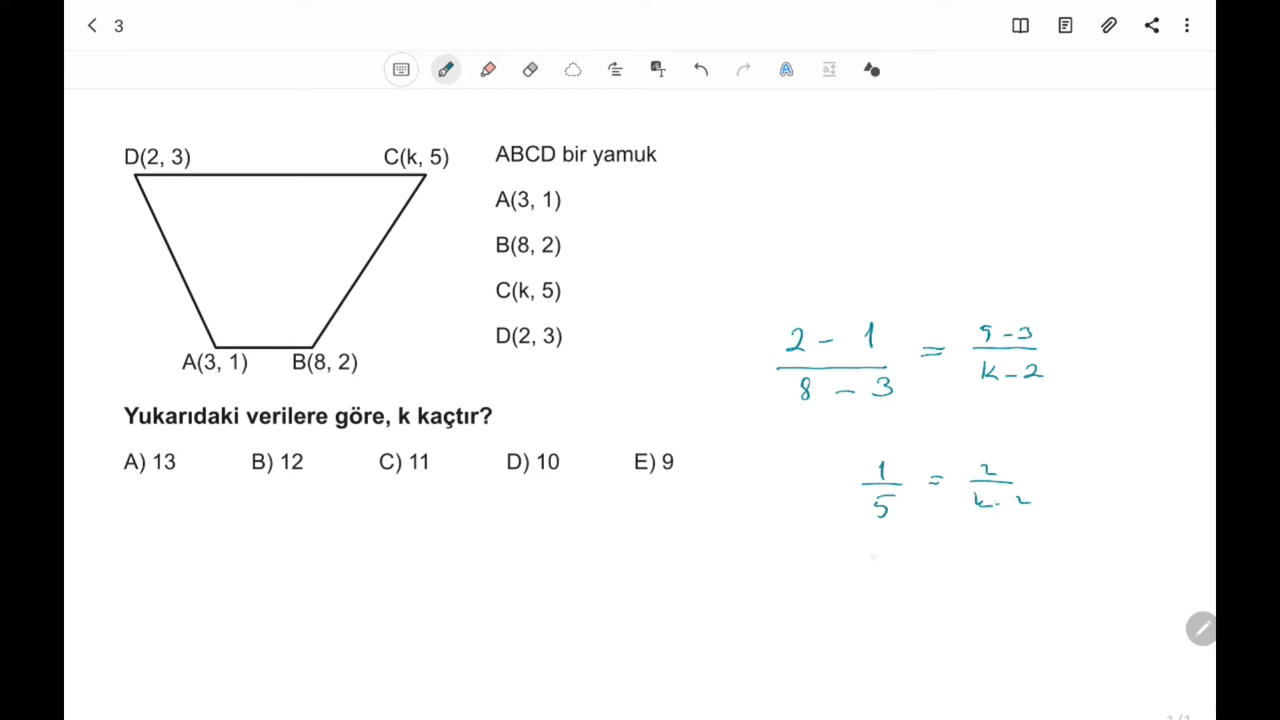 3
D(2, 3)
C(k, 5)
A(3, 1)
B(8, 2)
ABCD bir yamuk
A(3, 1)
B(8, 2)
C(k, 5)
D(2, 3)
Yukarıdaki verilere göre, k kaçtır?
A) 13 B) 12 C) 11 D) 10 E) 9
2 - 1 / 8 - 3 = 5 - 3 / k - 2
1 / 5 = 2 / k - 2
1/1